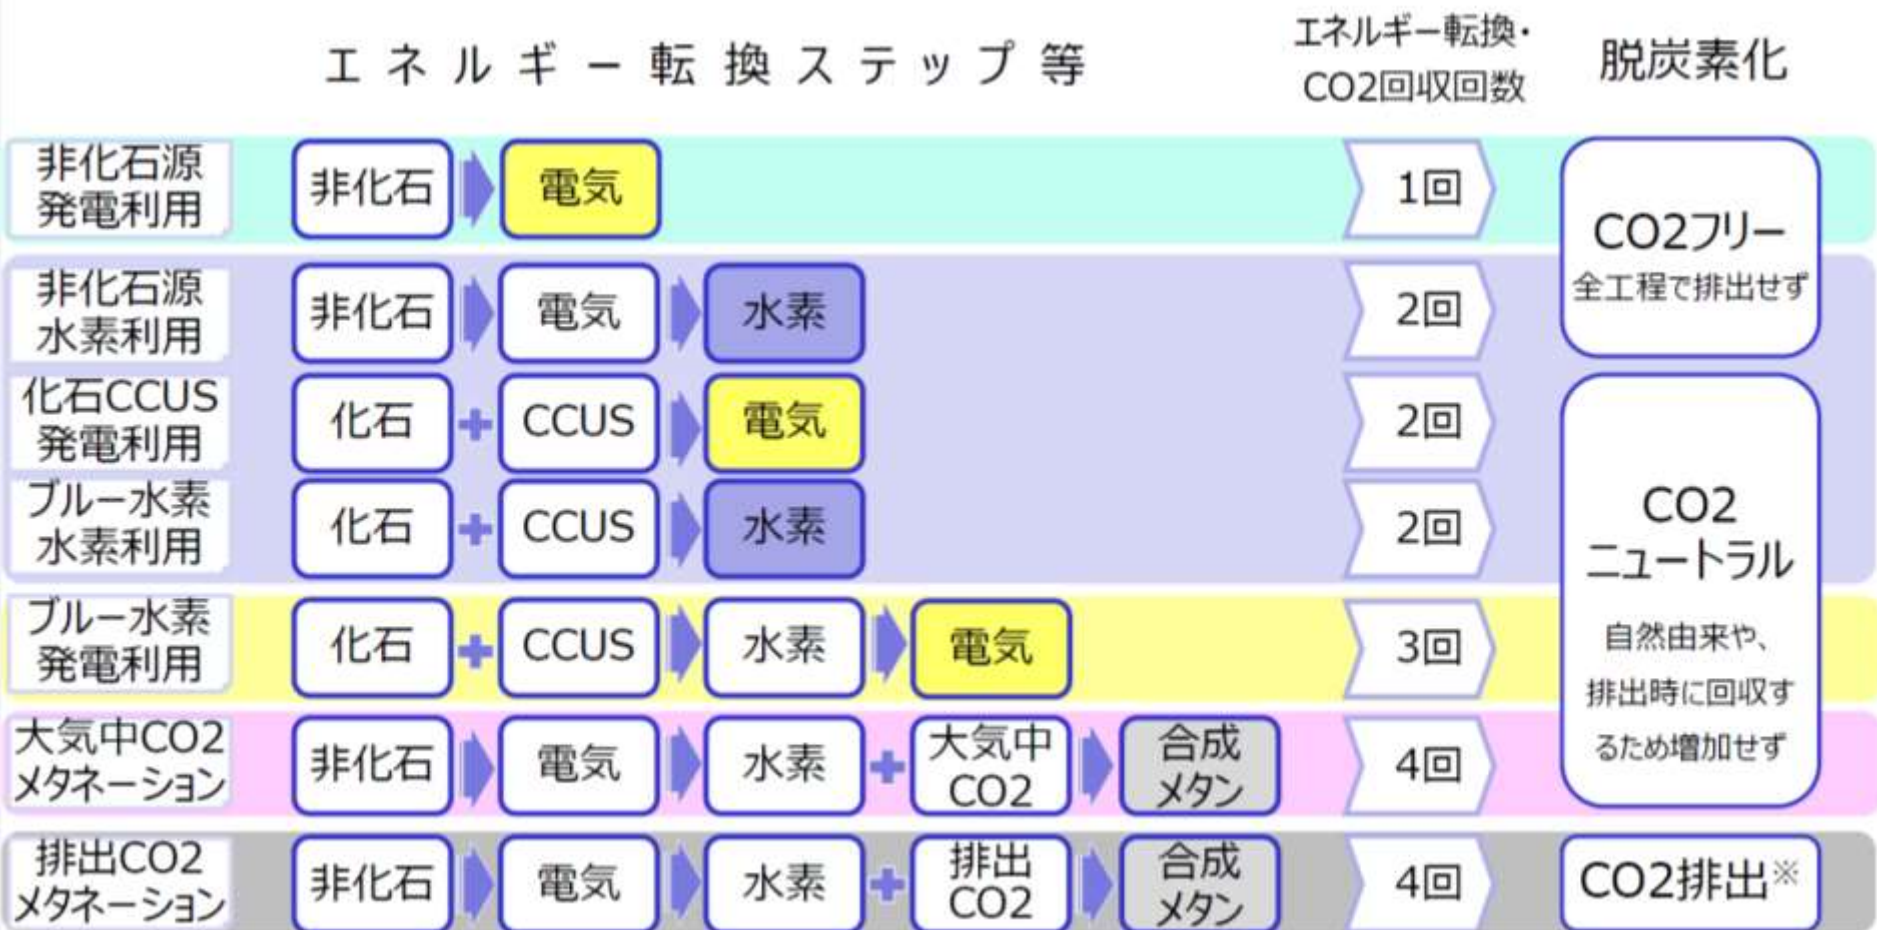 エネルギー転換ステップ等
エネルギー転換・
CO2回収回数
脱炭素化
非化石源
発電利用
非化石
電気
1回
CO2フリー
全工程で排出せず
非化石源
水素利用
非化石
電気
水素
2回
化石CCUS
発電利用
化石
+
CCUS
電気
2回
CO2
ニュートラル
自然由来や、
排出時に回収す
るため増加せず
ブルー水素
水素利用
化石
+
CCUS
水素
2回
ブルー水素
発電利用
化石
+
CCUS
水素
電気
3回
大気中CO2
メタネーション
非化石
電気
水素
+
大気中
CO2
合成
メタン
4回
排出CO2
メタネーション
非化石
電気
水素
+
排出
CO2
合成
メタン
4回
CO2排出※